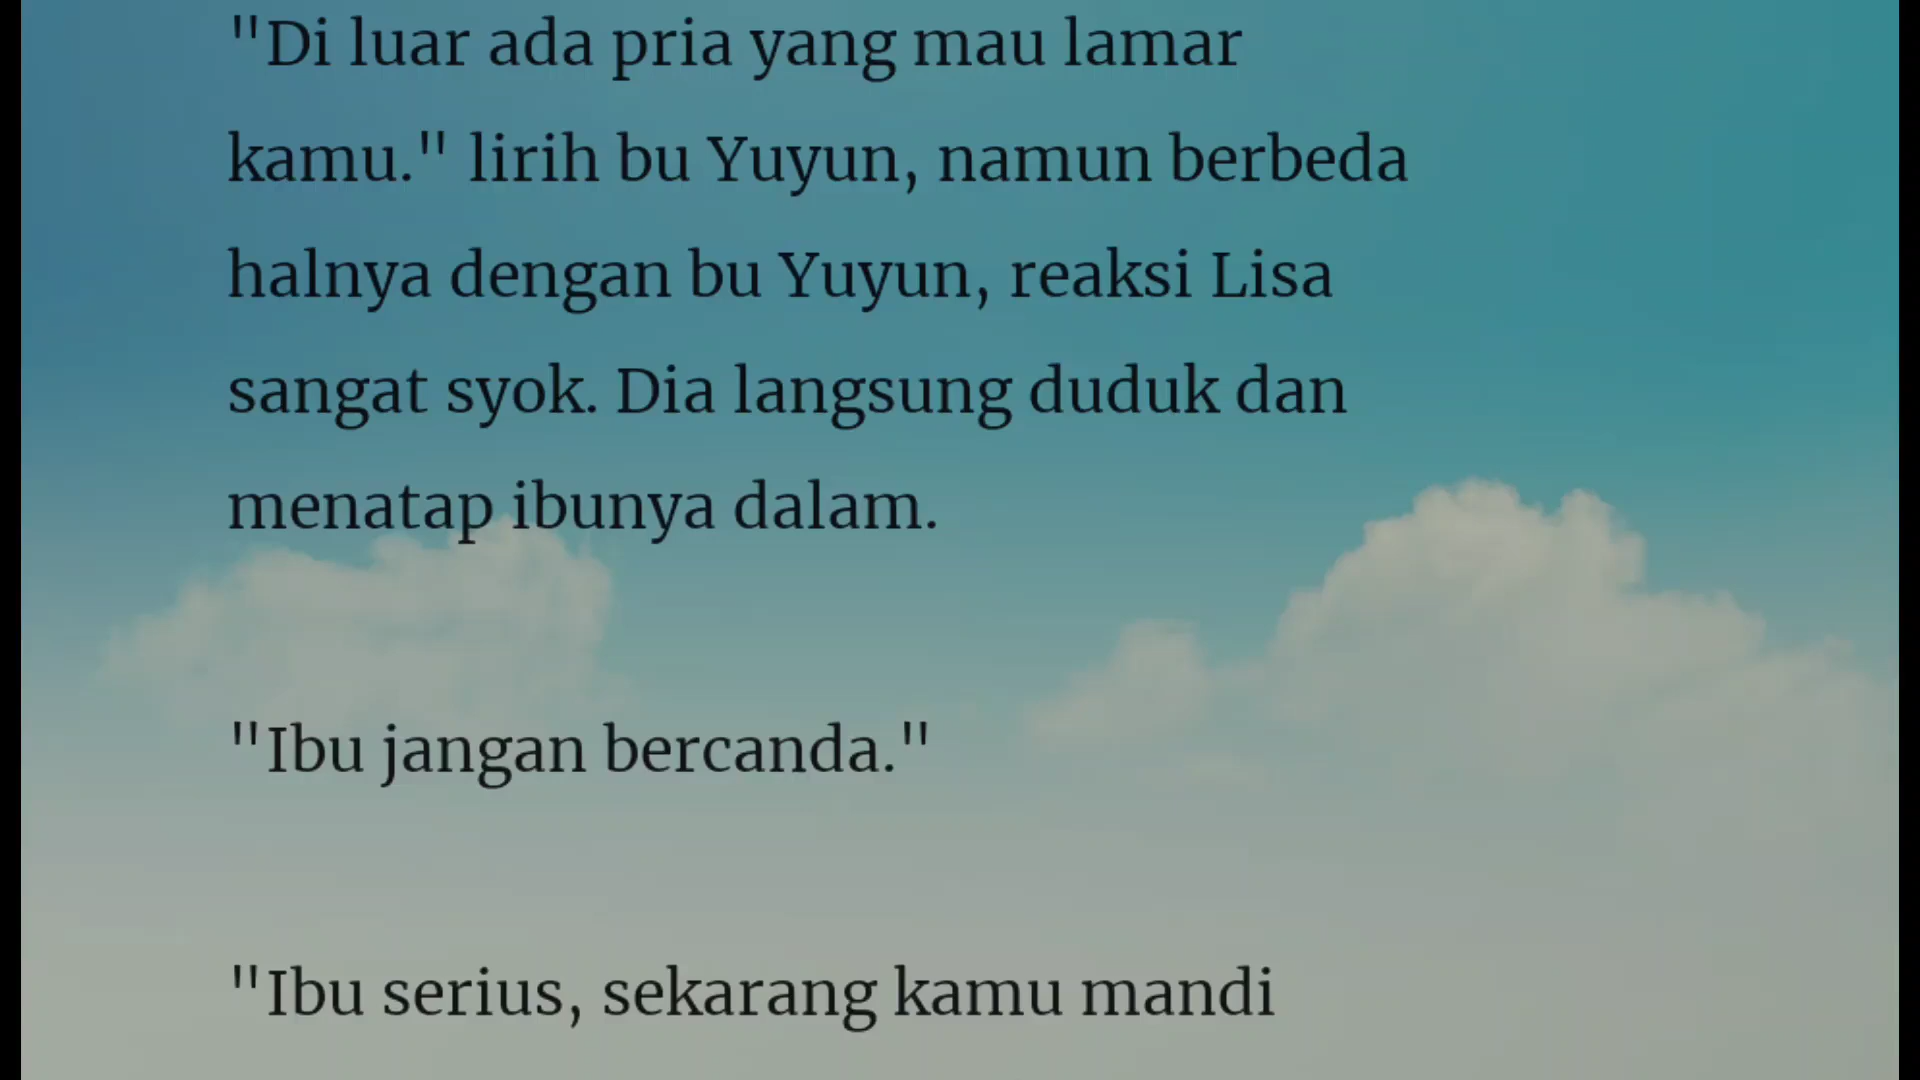 "Di luar ada pria yang mau lamar
kamu." lirih bu Yuyun, namun berbeda
halnya dengan bu Yuyun, reaksi Lisa
sangat syok. Dia langsung duduk dan
menatap ibunya dalam.
"Ibu jangan bercanda."
"Ibu serius, sekarang kamu mandi